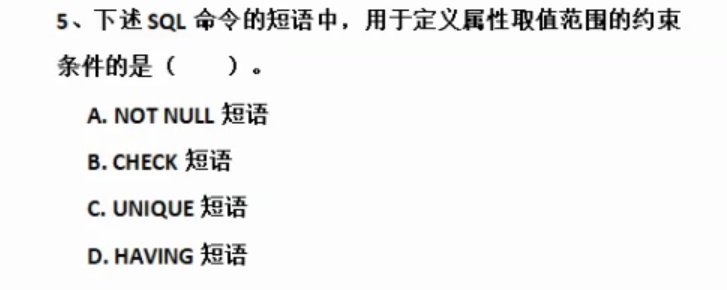 5、下述 SQL 命令的短语中，用于定义属性取值范围的约束
条件的是（　　）。
A. NOT NULL 短语
B. CHECK 短语
C. UNIQUE 短语
D. HAVING 短语